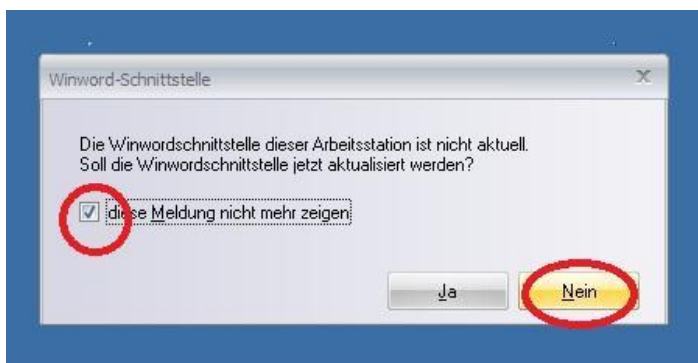 Winword-Schnittstelle
Die Winwordschnittstelle dieser Arbeitsstation ist nicht aktuell.
Soll die Winwordschnittstelle jetzt aktualisiert werden?
diese Meldung nicht mehr zeigen
Ja
Nein